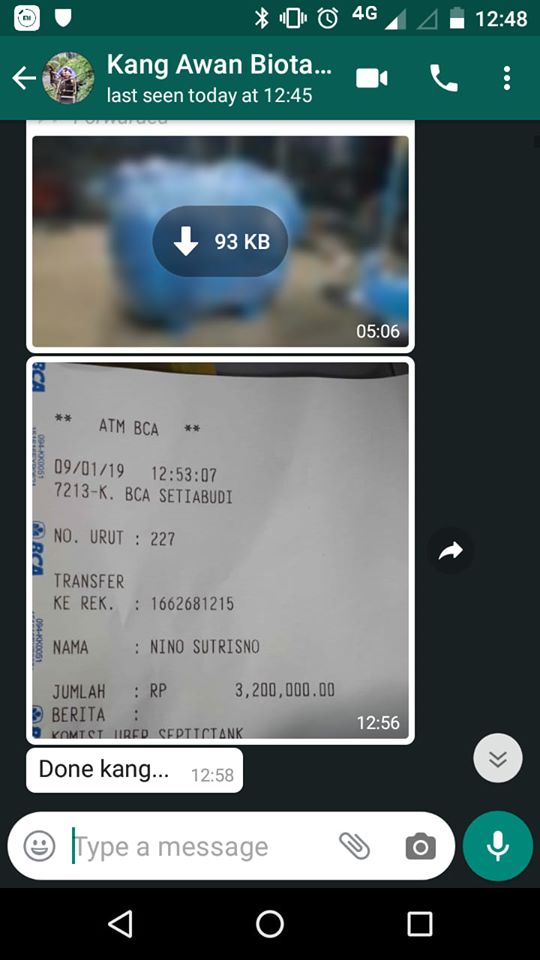 12:48
4G
Kang Awan Biota...
last seen today at 12:45
Forwarded
93 KB
05:06
BCA
** ATM BCA **
09/01/19 12:53:07
7213-K. BCA SETIABUDI
NO. URUT : 227
BCA
TRANSFER
KE REK. : 1662681215
NAMA : NINO SUTRISNO
JUMLAH : RP 3,200,000.00
BERITA :
KOMISI UBER SEPTICTANK
12:56
Done kang...
12:58
Type a message